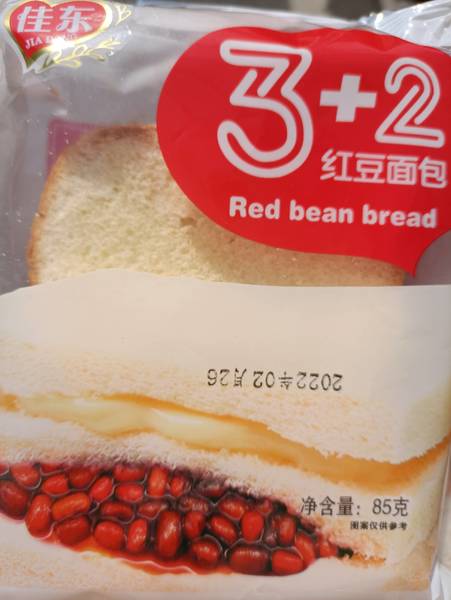 佳东
JIA
3+2
红豆面包
Red bean bread
2022年02月26
净含量：85克
图案仅供参考